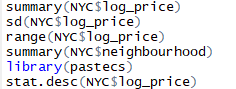 summary(NYC$log_price)
sd(NYC$log_price)
range(NYC$log_price)
summary(NYC$neighbourhood)
library(pastecs)
stat.desc(NYC$log_price)